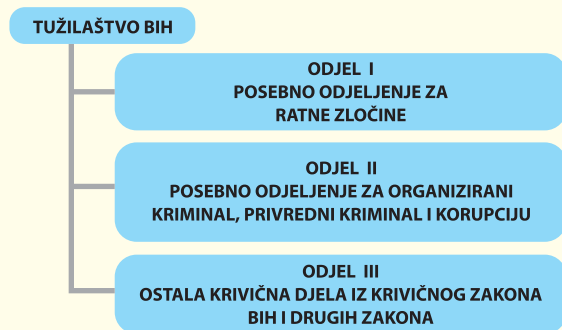 TUŽILAŠTVO BIH
ODJEL I
POSEBNO ODJELJENJE ZA
RATNE ZLOČINE
ODJEL II
POSEBNO ODJELJENJE ZA ORGANIZIRANI
KRIMINAL, PRIVREDNI KRIMINAL I KORUPCIJU
ODJEL III
OSTALA KRIVIČNA DJELA IZ KRIVIČNOG ZAKONA
BIH I DRUGIH ZAKONA